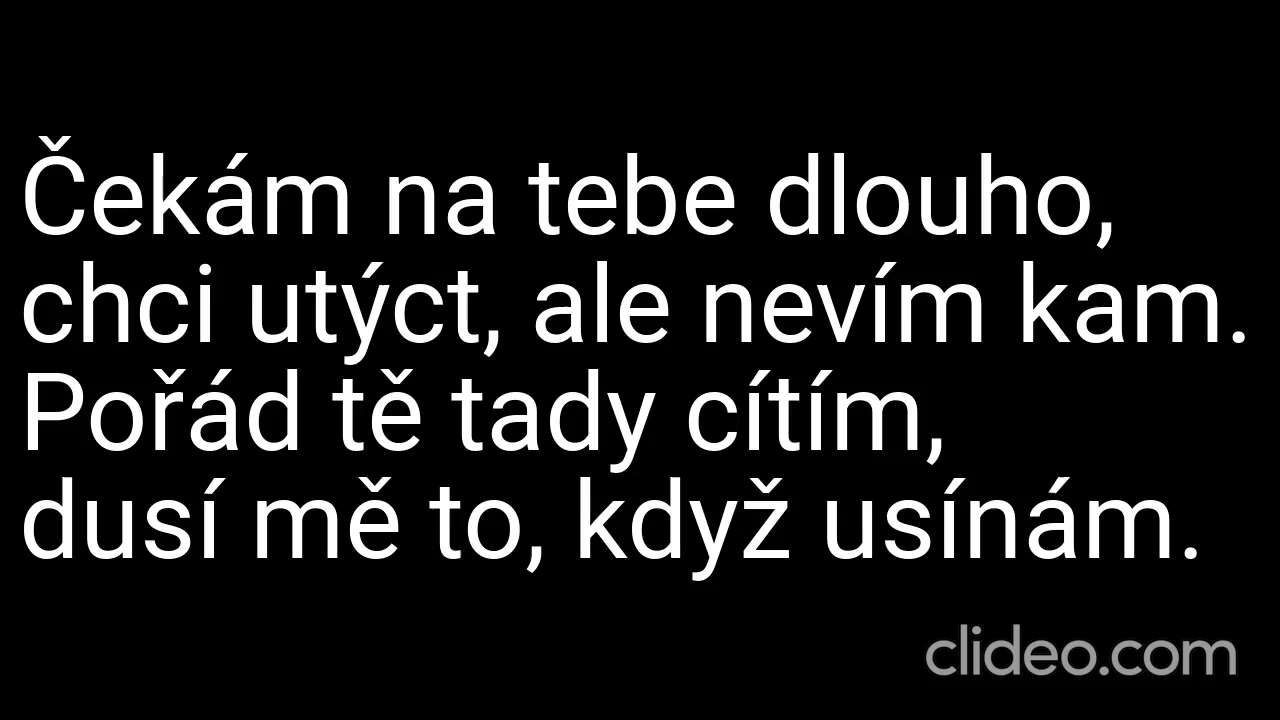 Čekám na tebe dlouho,
chci utýct, ale nevím kam.
Pořád tě tady cítím,
dusí mě to, když usínám.
clideo.com